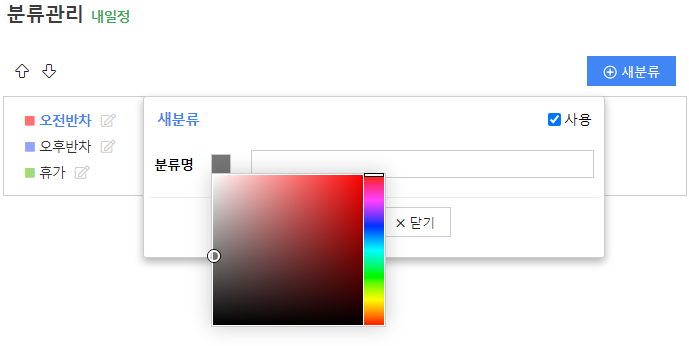 분류관리 내일정
새분류
오전반차
오후반차
휴가
새분류
사용
분류명
닫기